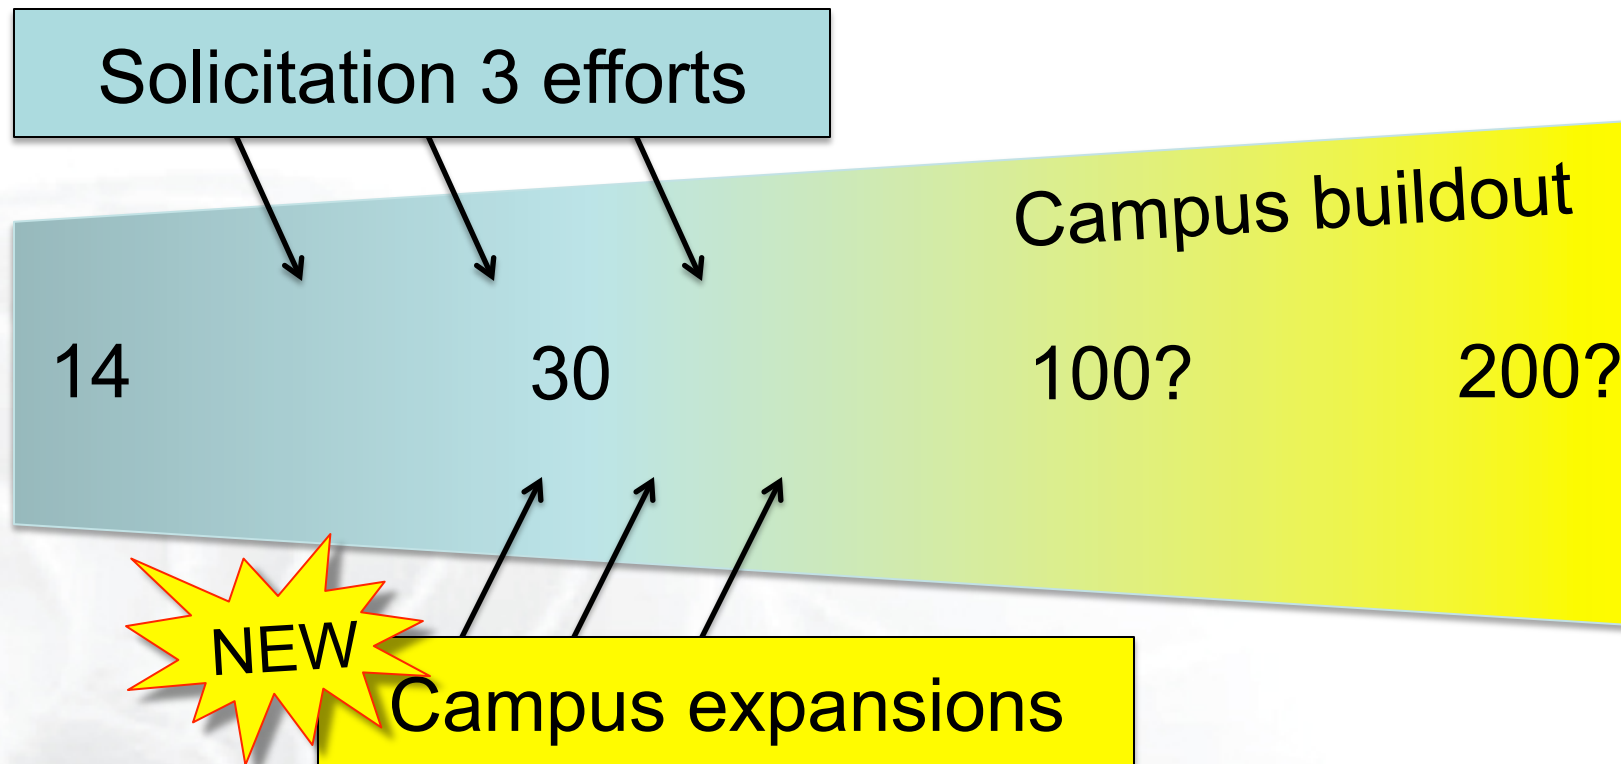 Solicitation 3 efforts
Campus buildout
14 30 100? 200?
NEW
Campus expansions